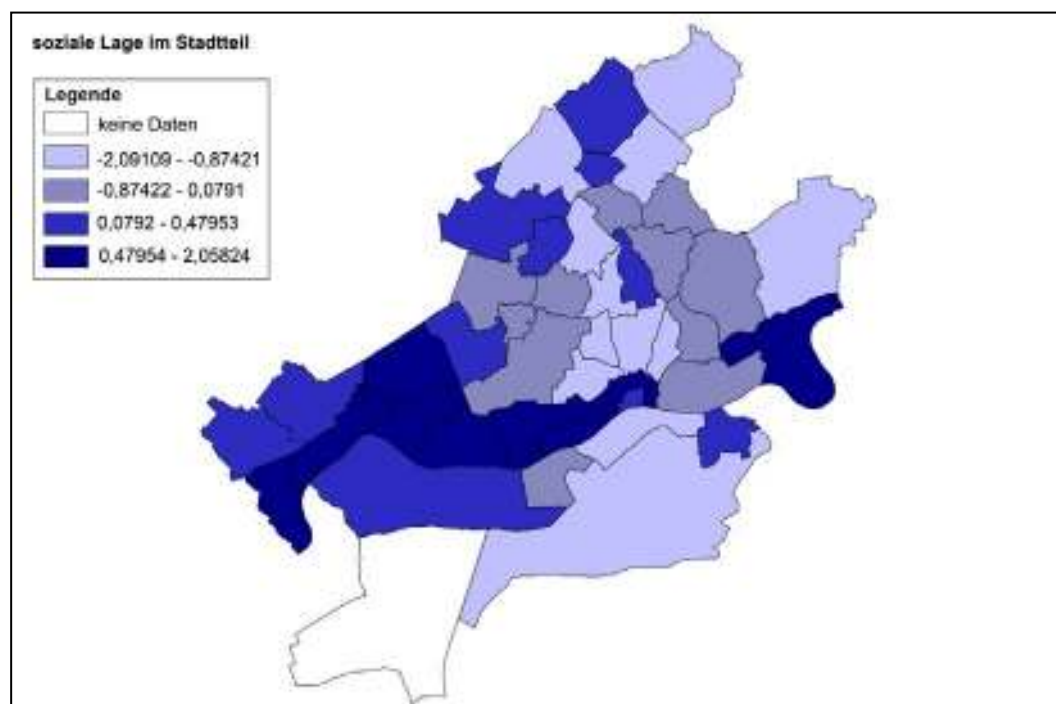 soziale Lage im Stadtteil
Legende
keine Daten
-2,09109 - -0,87421
-0,87422 - 0,0791
0,0792 - 0,47953
0,47954 - 2,05824